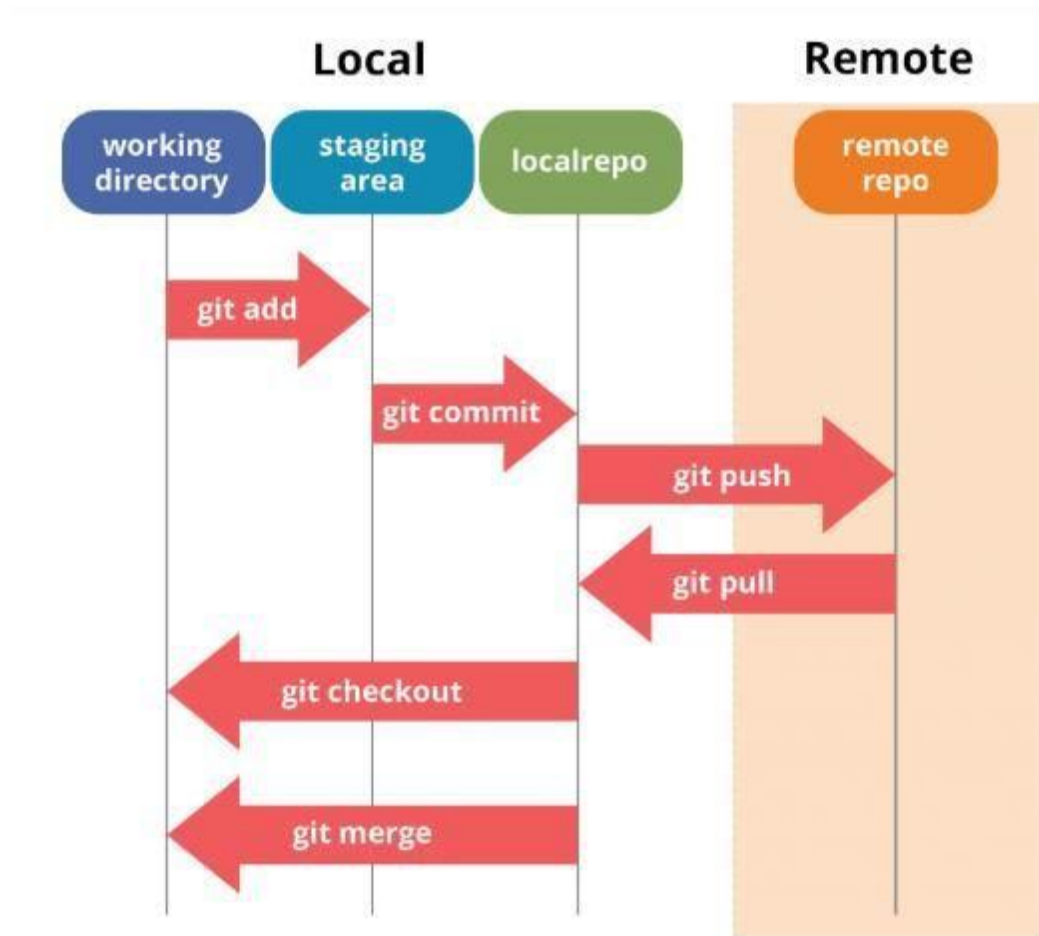 Local
Remote
working
directory
staging
area
localrepo
remote
repo
git add
git commit
git push
git pull
git checkout
git merge